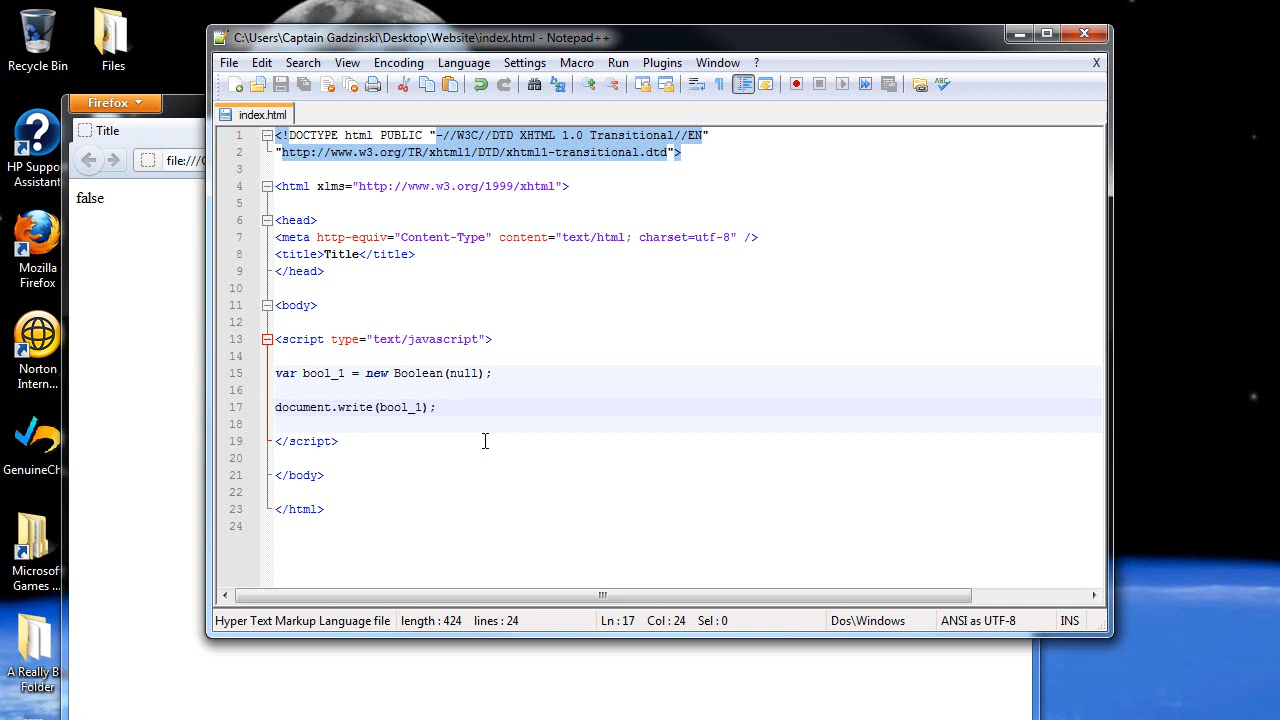 Recycle Bin
Files
HP Suppo
Assistan
Mozilla
Firefox
Norton
Intern...
GenuineCh
Microsof
Games ...
A Really B
Folder
Firefox
Title
file:///C
false
C:\Users\Captain Gadzinski\Desktop\Website\index.html - Notepad++
File Edit Search View Encoding Language Settings Macro Run Plugins Window X
index.html
1 <!DOCTYPE html PUBLIC "-//W3C//DTD XHTML 1.0 Transitional//EN"
2 "http://www.w3.org/TR/xhtml1/DTD/xhtml1-transitional.dtd">
3
4 <html xlms="http://www.w3.org/1999/xhtml">
5
6 <head>
7 <meta http-equiv="Content-Type" content="text/html; charset=utf-8" />
8 <title>Title</title>
9 </head>
10
11 <body>
12
13 <script type="text/javascript">
14
15 var bool_1 = new Boolean(null);
16
17 document.write(bool_1);
18
19 </script>
20
21 </body>
22
23 </html>
24
Hyper Text Markup Language file length : 424 lines : 24 Ln : 17 Col : 24 Sel : 0 Dos\Windows ANSI as UTF-8 INS